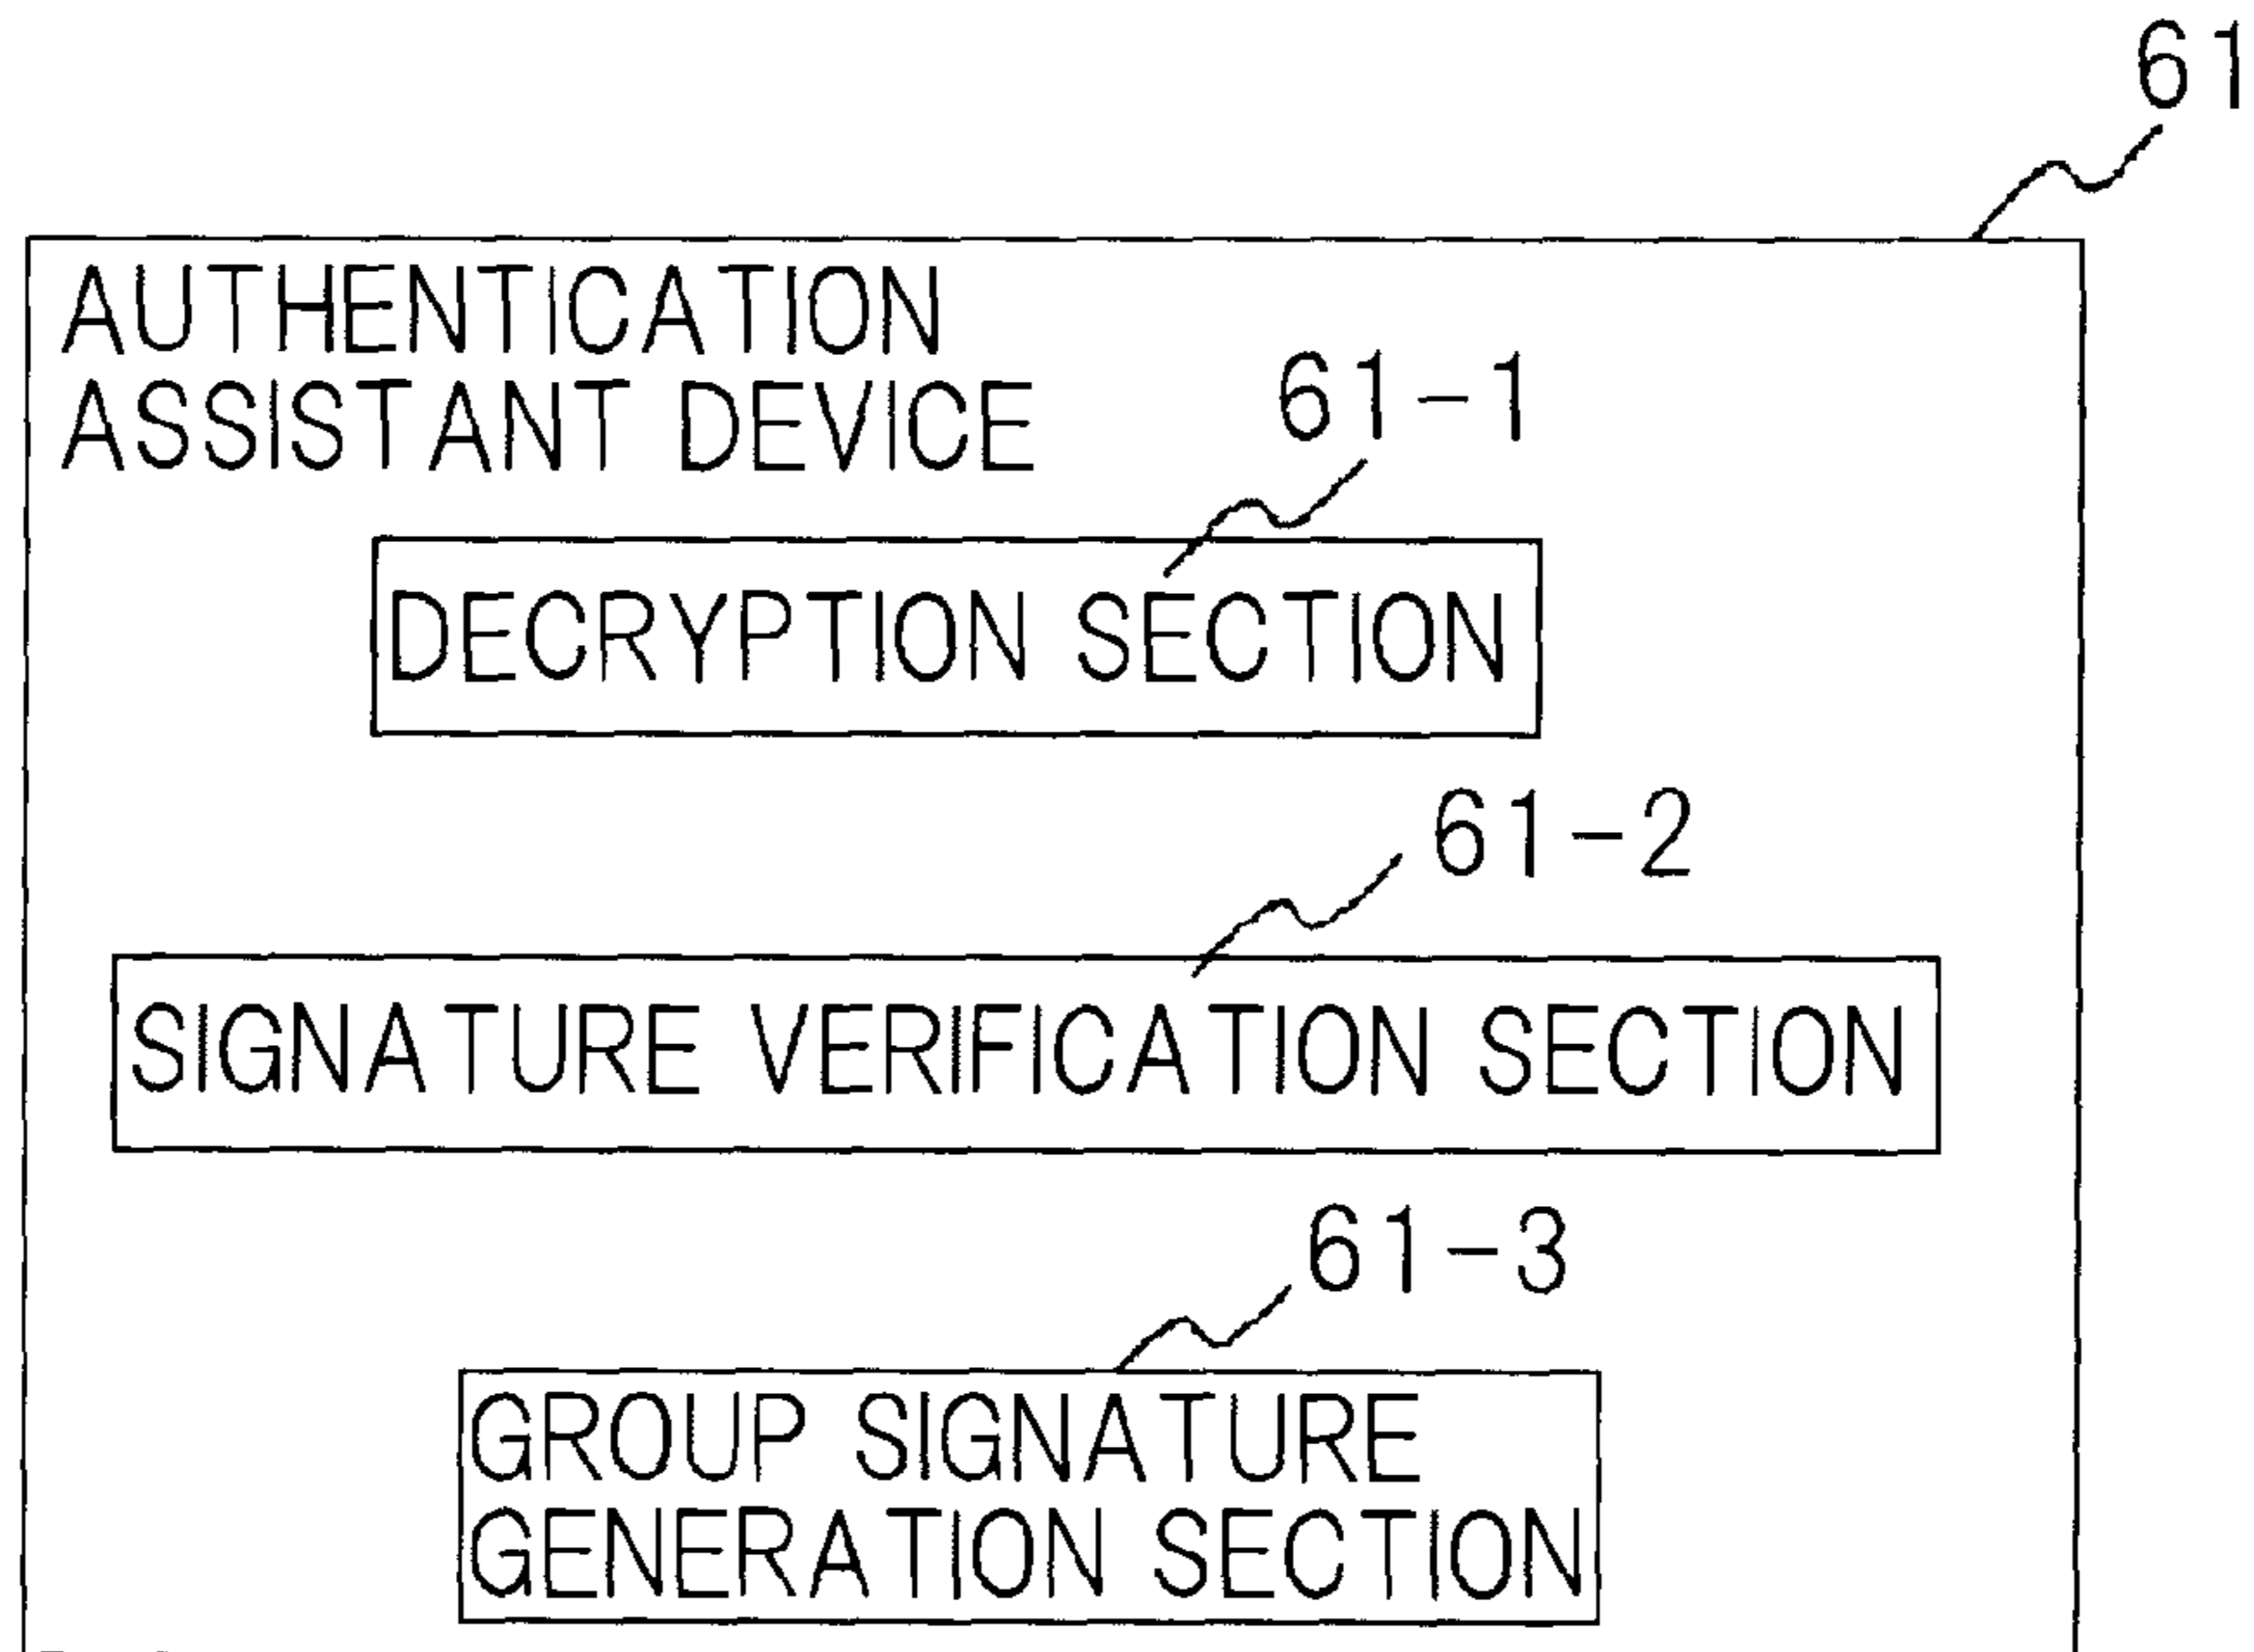 61
AUTHENTICATION
ASSISTANT DEVICE
61-1
DECRYPTION SECTION
61-2
SIGNATURE VERIFICATION SECTION
61-3
GROUP SIGNATURE
GENERATION SECTION